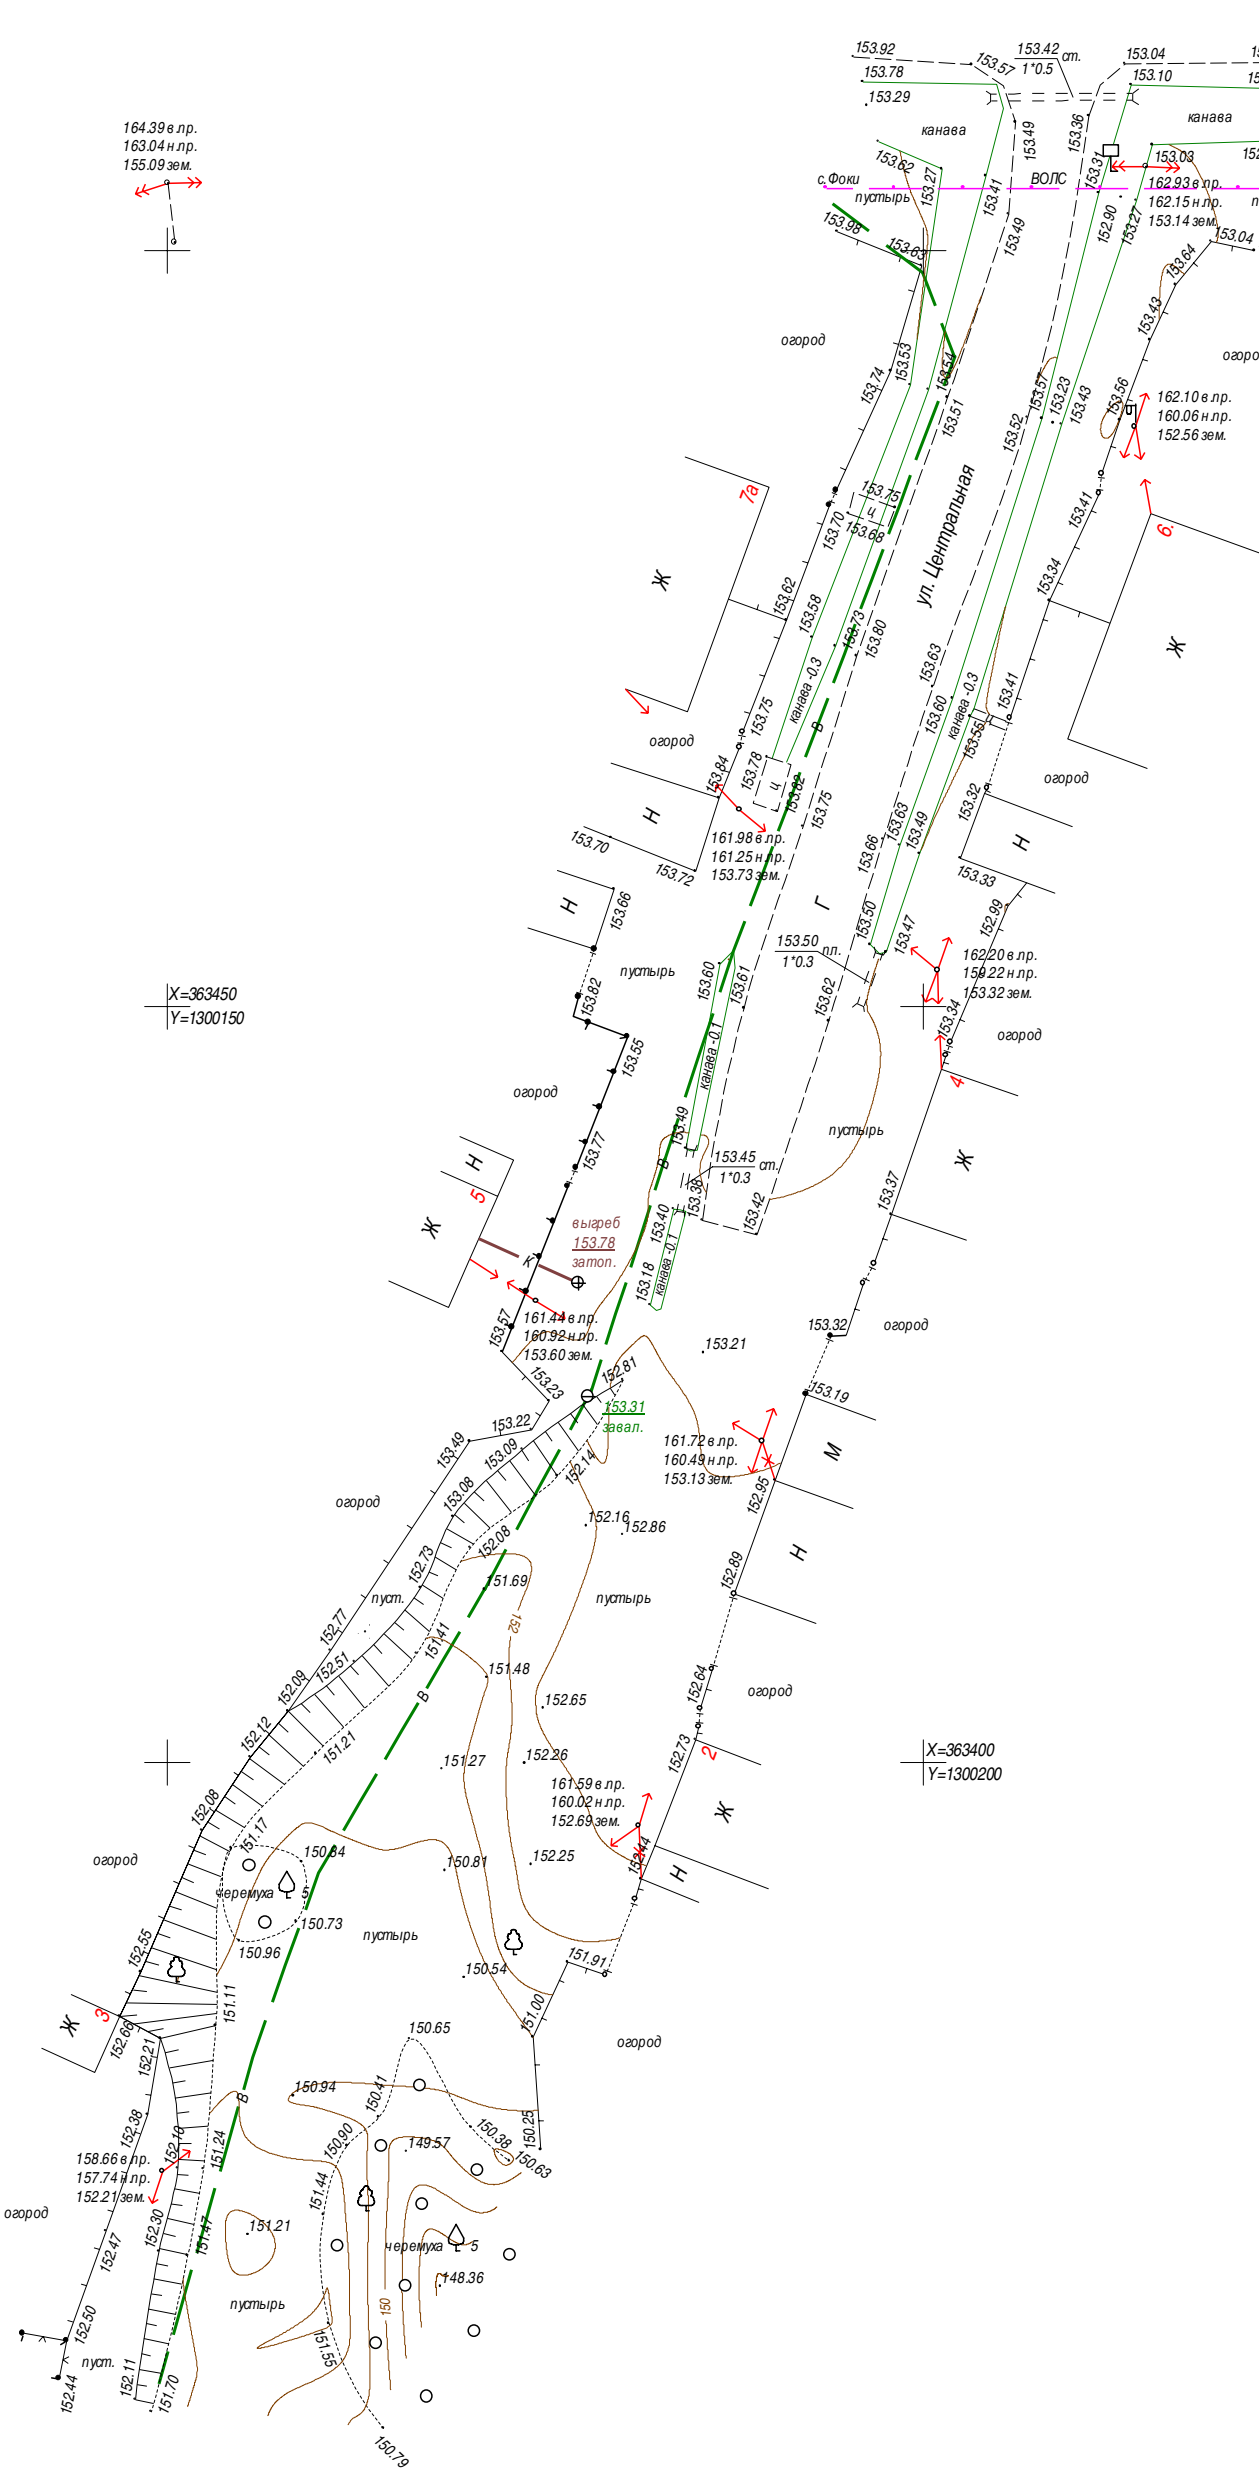 153.92
153.57
153.42 ст.
1*0.5
153.04
153.78
153.29
153.10
канава
153.49
153.36
канава
164.39 в.пр.
163.04 н.пр.
155.09 зем.
153.62
153.27
153.41
153.31
153.03
с.Фоки
ВОЛС
162.93 в.пр.
162.15 н.пр.
153.14 зем.
пустырь
153.98
153.63
153.49
152.90
153.27
153.64
153.04
153.43
огород
153.74
153.53
153.54
153.51
153.57
153.52
153.23
153.43
153.56
162.10 в.пр.
160.06 н.пр.
152.56 зем.
7а
153.75
ц
153.68
153.70
ул. Центральная
153.41
6.
Ж
153.62
153.58
153.73
153.80
153.34
Ж
153.63
153.60
канава -0.3
канава -0.3
153.41
153.55
153.75
огород
153.84
153.78
ц
153.82
153.75
В
огород
153.32
Н
153.70
153.72
161.98 в.пр.
161.25 н.пр.
153.73 зем.
153.66
153.63
153.49
Н
153.33
Н
153.66
Г
153.50
153.47
152.99
153.50 пл.
1*0.3
пустырь
153.60
153.61
153.62
162.20 в.пр.
159.22 н.пр.
153.32 зем.
X=363450
Y=1300150
153.82
153.55
153.34
огород
огород
канава -0.1
4
153.49
153.77
пустырь
Ж
Н
5
Ж
В
153.45 ст.
1*0.3
153.38
153.40
153.42
153.37
выгреб
153.78
затоп.
К
153.18
канава -0.1
161.44 в.пр.
160.92 н.пр.
153.60 зем.
153.57
153.32
огород
153.21
153.23
152.81
153.31
завал.
153.19
153.22
153.49
153.09
152.14
161.72 в.пр.
160.49 н.пр.
153.13 зем.
М
152.95
огород
153.08
152.16
152.86
152.08
152.73
Н
152.89
151.69
пуст.
пустырь
152
152.77
151.41
152.51
151.48
152.09
152.64
огород
В
152.65
152.12
151.21
152.73
2
151.27
152.26
X=363400
Y=1300200
161.59 в.пр.
160.02 н.пр.
152.69 зем.
Ж
152.08
151.17
150.84
152.44
огород
150.81
152.25
Н
черемуха 5
150.73
150.96
пустырь
152.55
151.91
150.54
151.11
151.00
Ж
3
152.66
152.21
150.65
огород
В
150.94
150.41
152.38
150.25
150.90
149.57
150.38
150.63
152.10
151.24
158.66 в.пр.
157.74 н.пр.
152.21 зем.
151.44
огород
152.30
151.47
151.21
152.47
черемуха 5
148.36
пустырь
150
152.50
151.55
пуст.
152.44
152.11
151.70
150.79